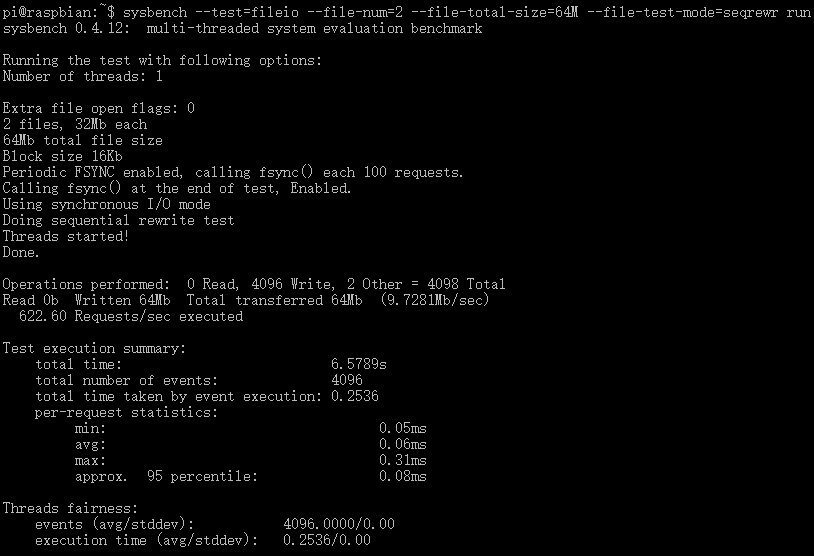 pi@raspbian:~$ sysbench --test=fileio --file-num=2 --file-total-size=64M --file-test-mode=seqrewr run
sysbench 0.4.12:  multi-threaded system evaluation benchmark

Running the test with following options:
Number of threads: 1

Extra file open flags: 0
2 files, 32Mb each
64Mb total file size
Block size 16Kb
Periodic FSYNC enabled, calling fsync() each 100 requests.
Calling fsync() at the end of test, Enabled.
Using synchronous I/O mode
Doing sequential rewrite test
Threads started!
Done.

Operations performed:  0 Read, 4096 Write, 2 Other = 4098 Total
Read 0b  Written 64Mb  Total transferred 64Mb  (9.7281Mb/sec)
  622.60 Requests/sec executed

Test execution summary:
    total time:                          6.5789s
    total number of events:              4096
    total time taken by event execution: 0.2536
    per-request statistics:
         min:                                  0.05ms
         avg:                                  0.06ms
         max:                                  0.31ms
         approx.  95 percentile:               0.08ms

Threads fairness:
    events (avg/stddev):           4096.0000/0.00
    execution time (avg/stddev):   0.2536/0.00